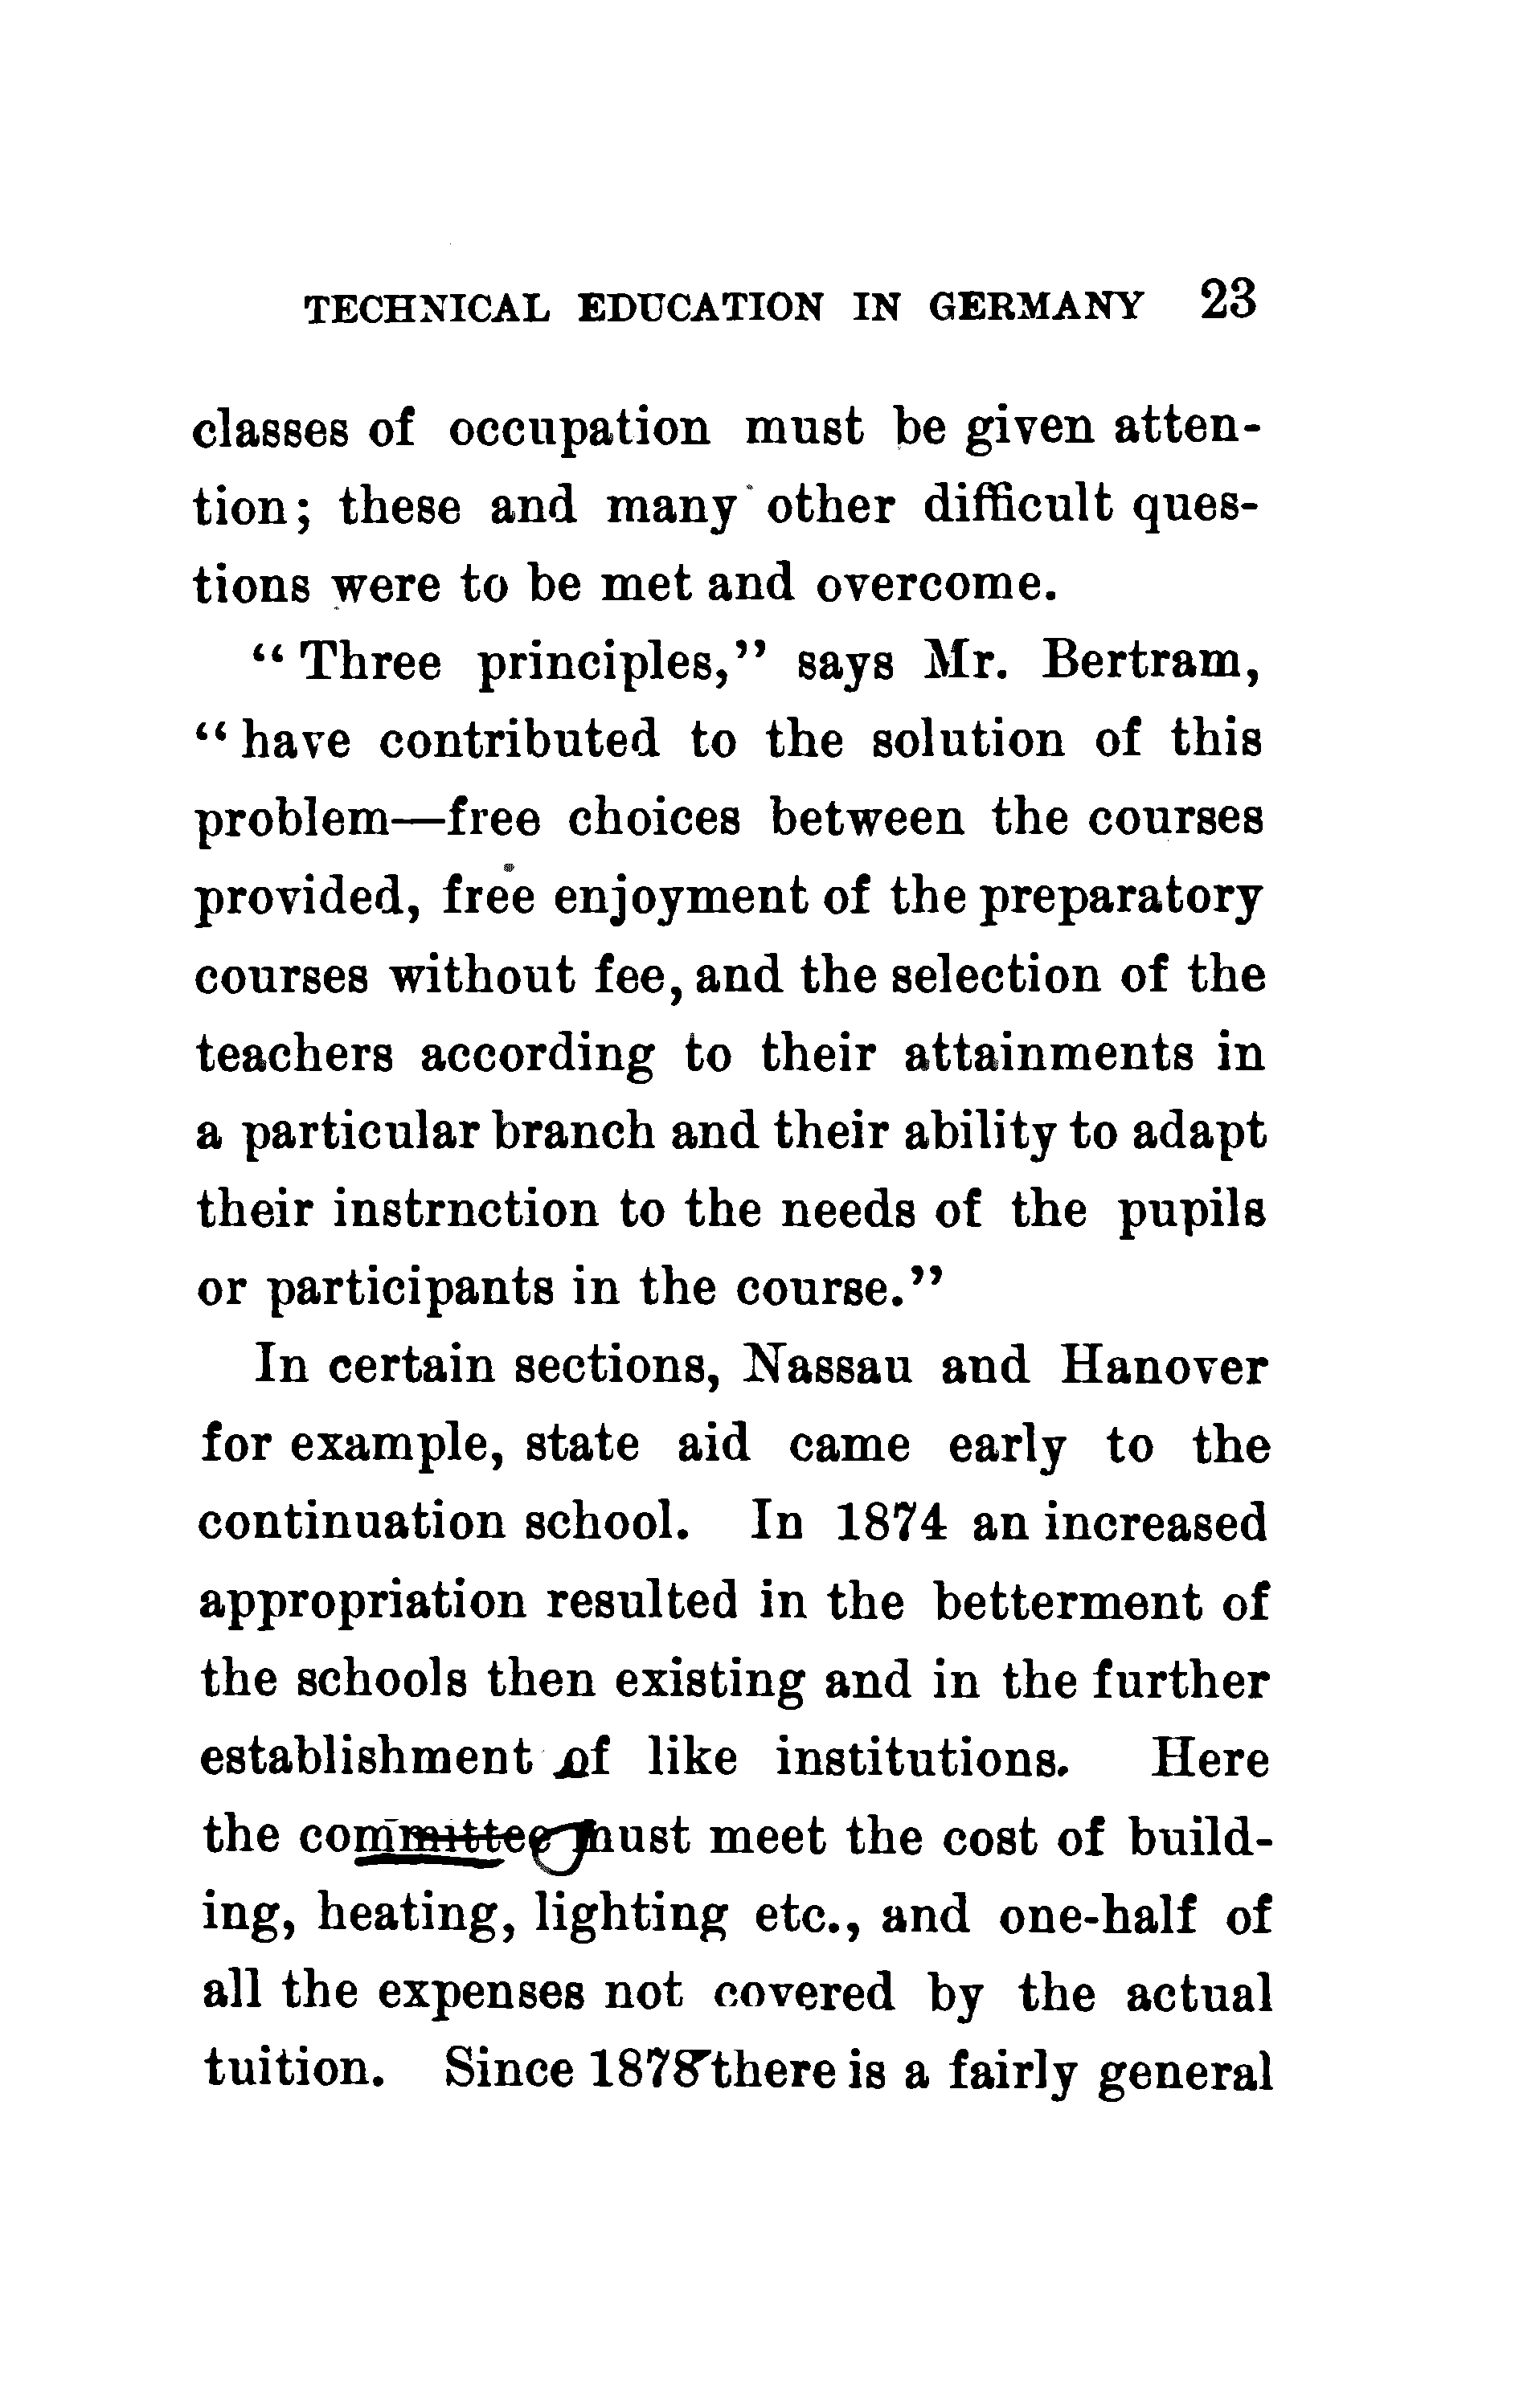 TECHNICAL EDUCATION IN GERMANY 23
classes of occupation must be given atten-
tion; these and many other difficult ques-
tions were to be met and overcome.
“Three principles,” says Mr. Bertram,
“have contributed to the solution of this
problem—free choices between the courses
provided, free enjoyment of the preparatory
courses without fee, and the selection of the
teachers according to their attainments in
a particular branch and their ability to adapt
their instrnction to the needs of the pupils
or participants in the course.”
In certain sections, Nassau and Hanover
for example, state aid came early to the
continuation school. In 1874 an increased
appropriation resulted in the betterment of
the schools then existing and in the further
establishment of like institutions. Here
the committee must meet the cost of build-
ing, heating, lighting etc., and one-half of
all the expenses not covered by the actual
tuition. Since 1878 there is a fairly general